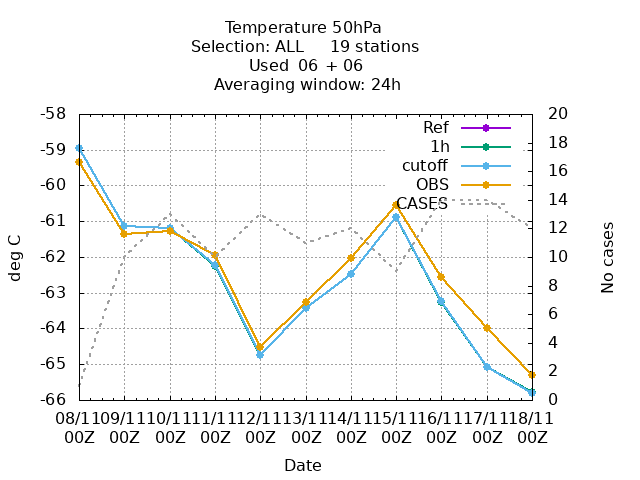 Temperature 50hPa
Selection: ALL 19 stations
Used 06 + 06
Averaging window: 24h
-58
-59
-60
-61
-62
-63
-64
-65
-66
deg C
20
18
16
14
12
10
8
6
4
2
0
No cases
Ref
1h
cutoff
OBS
CASES
08/11 09/11 10/11 11/11 12/11 13/11 14/11 15/11 16/11 17/11 18/11
00Z 00Z 00Z 00Z 00Z 00Z 00Z 00Z 00Z 00Z 00Z
Date